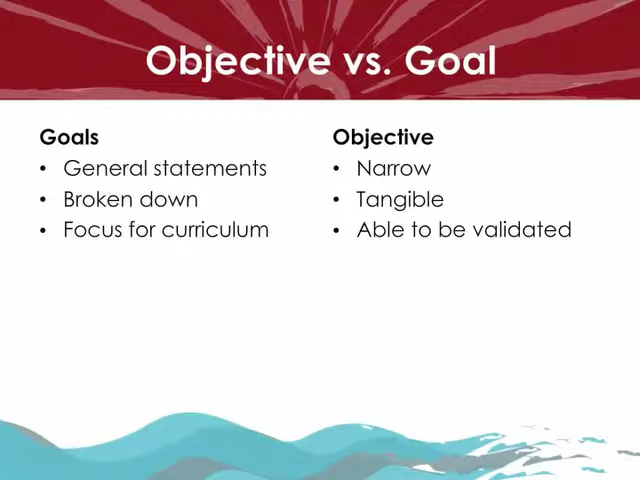 Objective vs. Goal
Goals
• General statements
• Broken down
• Focus for curriculum
Objective
• Narrow
• Tangible
• Able to be validated